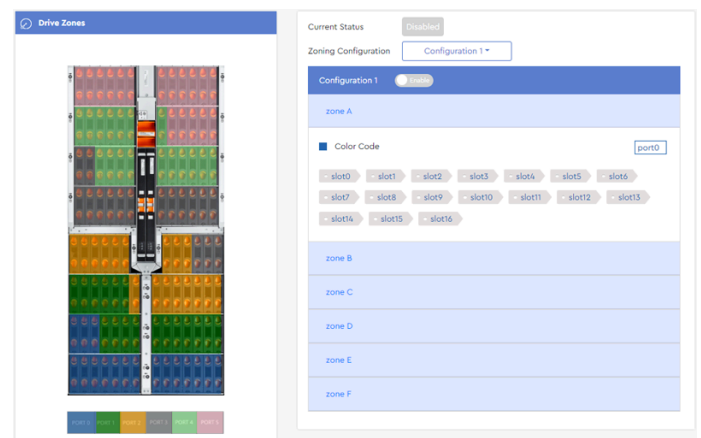 Drive Zones
Current Status
Disabled
Zoning Configuration
Configuration 1
Configuration 1
Enable
zone A
Color Code
port0
- slot0 - slot1 - slot2 - slot3 - slot4 - slot5 - slot6
- slot7 - slot8 - slot9 - slot10 - slot11 - slot12 - slot13
- slot14 - slot15 - slot16
zone B
zone C
zone D
zone E
zone F
PORT 0 PORT 1 PORT 2 PORT 3 PORT 4 PORT 5